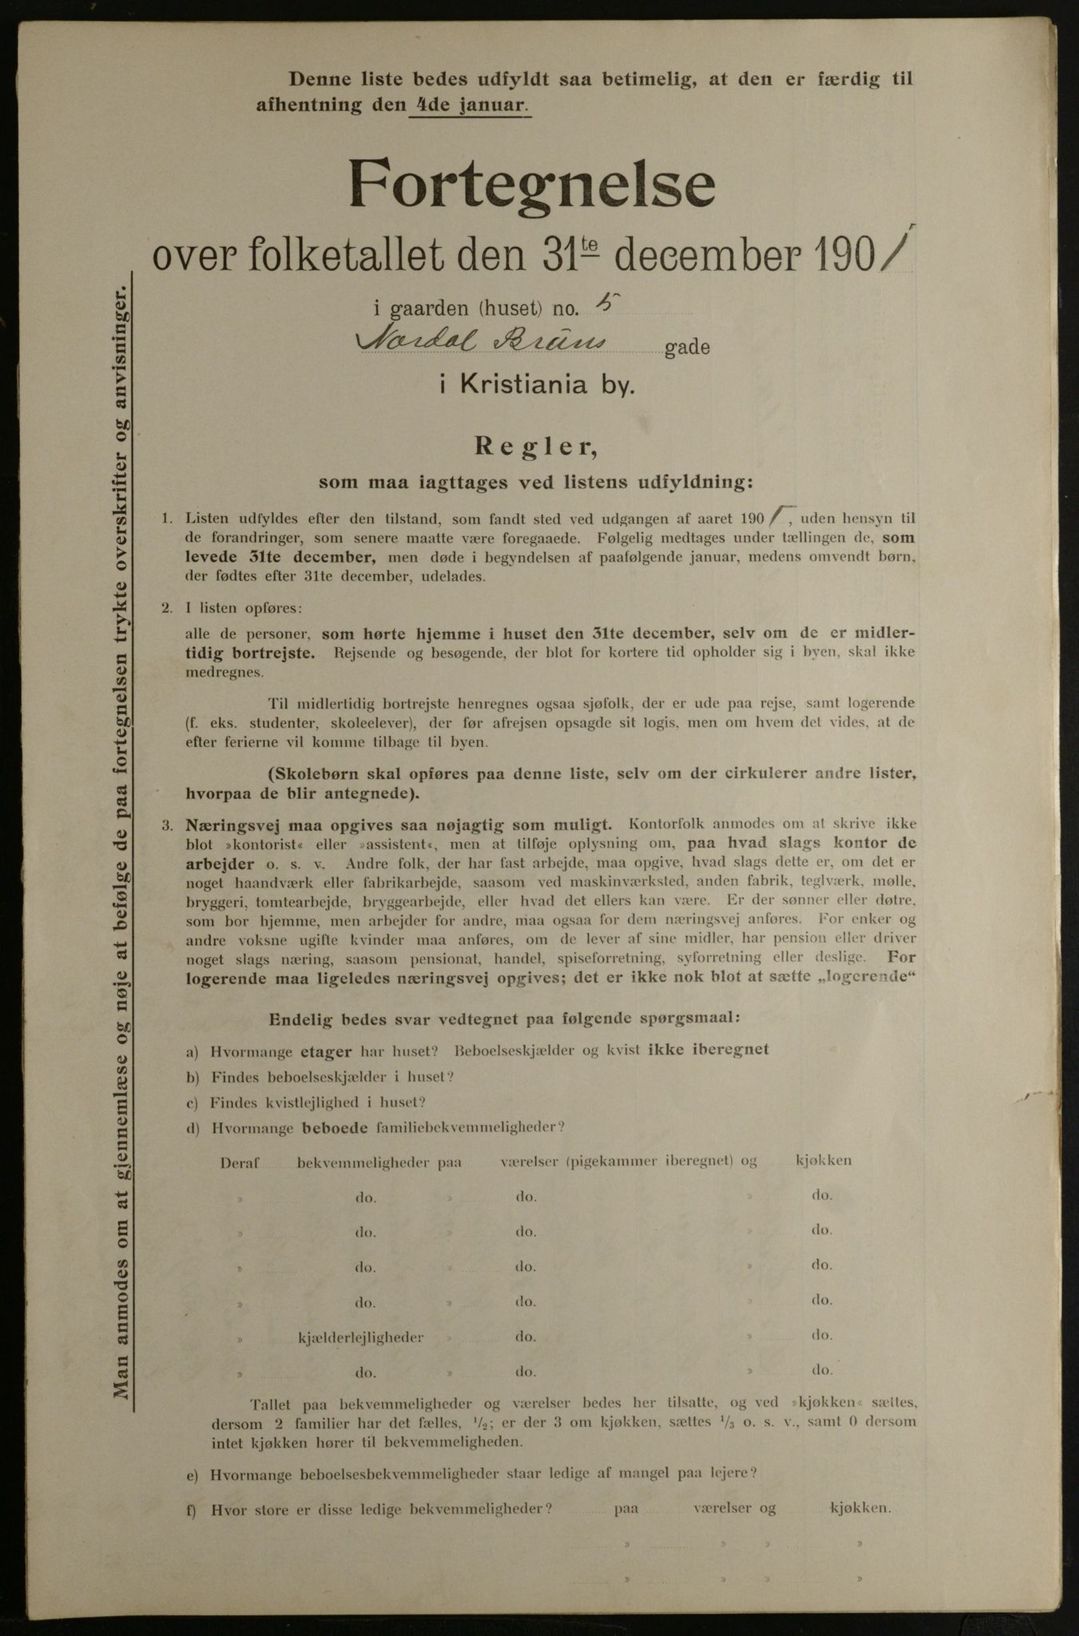 Denne liste bedes udfyldt saa betimelig, at den er færdig til
afhentning den 4de januar.
Fortegnelse
over folketallet den 31te december 1901
i gaarden (huset) no. 5
Nordal Bruns gade
i Kristiania by.
Regler,
som maa iagttages ved listens udfyldning:
1. Listen udfyldes efter den tilstand, som fandt sted ved udgangen af aaret 1901, uden hensyn til
de forandringer, som senere maatte være foregaaede. Følgelig medtages under tællingen de, som
levede 31te december, men døde i begyndelsen af paafølgende januar, medens omvendt børn,
der fødtes efter 31te december, udelades.
2. I listen opføres:
alle de personer, som hørte hjemme i huset den 31te december, selv om de er midler-
tidig bortrejste. Rejsende og besøgende, der blot for kortere tid opholder sig i byen, skal ikke
medregnes.
Til midlertidig bortrejste henregnes ogsaa sjøfolk, der er ude paa rejse, samt logerende
(f. eks. studenter, skoleelever), der før afrejsen opsagde sit logis, men om hvem det vides, at de
efter ferierne vil komme tilbage til byen.
(Skolebørn skal opføres paa denne liste, selv om der cirkulerer andre lister,
hvorpaa de blir antegnede).
3. Næringsvej maa opgives saa nøjagtig som muligt. Kontorfolk anmodes om at skrive ikke
blot »kontorist« eller »assistent«, men at tilføje oplysning om, paa hvad slags kontor de
arbejder o. s. v. Andre folk, der har fast arbejde, maa opgive, hvad slags dette er, om det er
noget haandværk eller fabrikarbejde, saasom ved maskinværksted, anden fabrik, teglværk, mølle,
bryggeri, tomtearbejde, bryggearbejde, eller hvad det ellers kan være. Er der sønner eller døtre,
som bor hjemme, men arbejder for andre, maa ogsaa for dem næringsvej anføres. For enker og
andre voksne ugifte kvinder maa anføres, om de lever af sine midler, har pension eller driver
noget slags næring, saasom pensionat, handel, spiseforretning, syforretning eller deslige. For
logerende maa ligeledes næringsvej opgives; det er ikke nok blot at sætte „logerende“
Endelig bedes svar vedtegnet paa følgende spørgsmaal:
a) Hvormange etager har huset? Beboelseskjælder og kvist ikke iberegnet
b) Findes beboelseskjælder i huset?
c) Findes kvistlejlighed i huset?
d) Hvormange beboede familiebekvemmeligheder?
Deraf bekvemmeligheder paa værelser (pigekammer iberegnet) og kjøkken
» do. » do. » do.
» do. » do. » do.
» do. » do. » do.
» do. » do. » do.
» kjælderlejligheder » do. » do.
» do. » do. » do.
Tallet paa bekvemmeligheder og værelser bedes her tilsatte, og ved »kjøkken« sættes,
dersom 2 familier har det fælles, 1/2; er der 3 om kjøkken, sættes 1/3 o. s. v., samt 0 dersom
intet kjøkken hører til bekvemmeligheden.
e) Hvormange beboelsesbekvemmeligheder staar ledige af mangel paa lejere?
f) Hvor store er disse ledige bekvemmeligheder? paa værelser og kjøkken.
» » » »
» » » »
Man anmodes om at gjennemlæse og nøje at befølge de paa fortegnelsen trykte overskrifter og anvisninger.